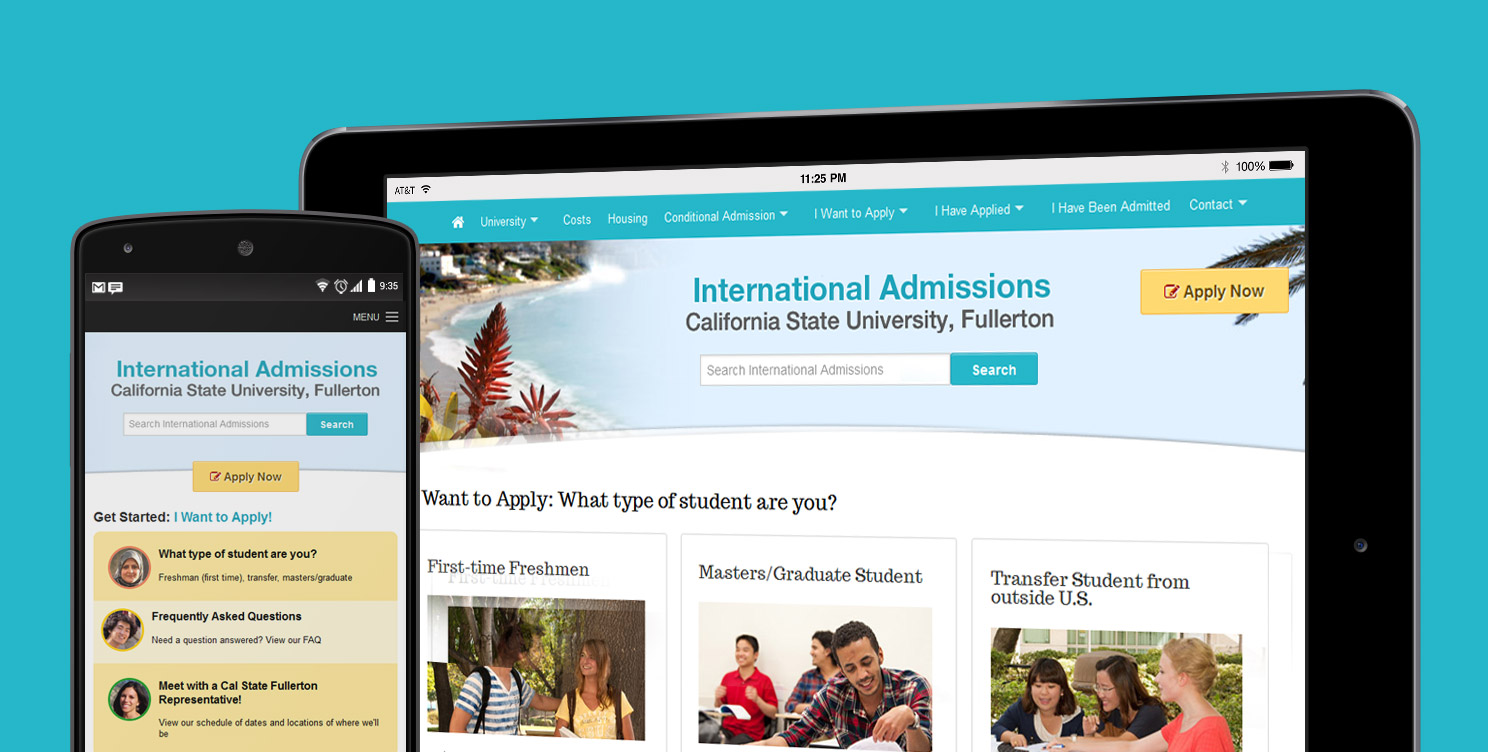 AT&T
11:25 PM
100%
University
Costs
Housing
Conditional Admission
I Want to Apply
I Have Applied
I Have Been Admitted
Contact
International Admissions
California State University, Fullerton
Apply Now
Search International Admissions
Search
Want to Apply: What type of student are you?
First-time Freshmen
First-time Freshmen
Masters/Graduate Student
Transfer Student from
outside U.S.
9:35
MENU
International Admissions
California State University, Fullerton
Search International Admissions
Search
Apply Now
Get Started: I Want to Apply!
What type of student are you?
Freshman (first time), transfer, masters/graduate
Frequently Asked Questions
Need a question answered? View our FAQ
Meet with a Cal State Fullerton
Representative!
View our schedule of dates and locations of where we'll
be